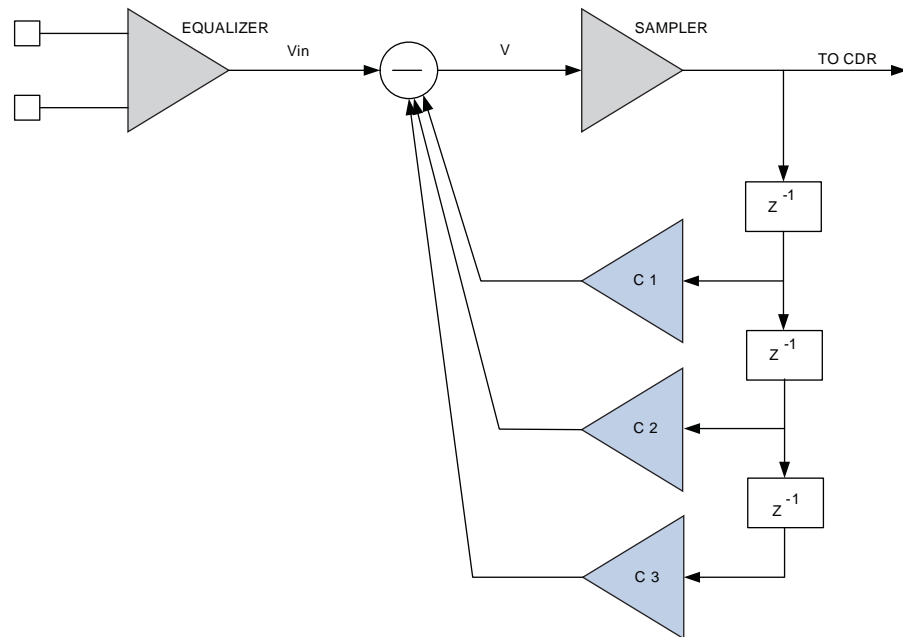 EQUALIZER
SAMPLER
Vin
V
TO CDR
Z -1
C 1
Z -1
C 2
Z -1
C 3